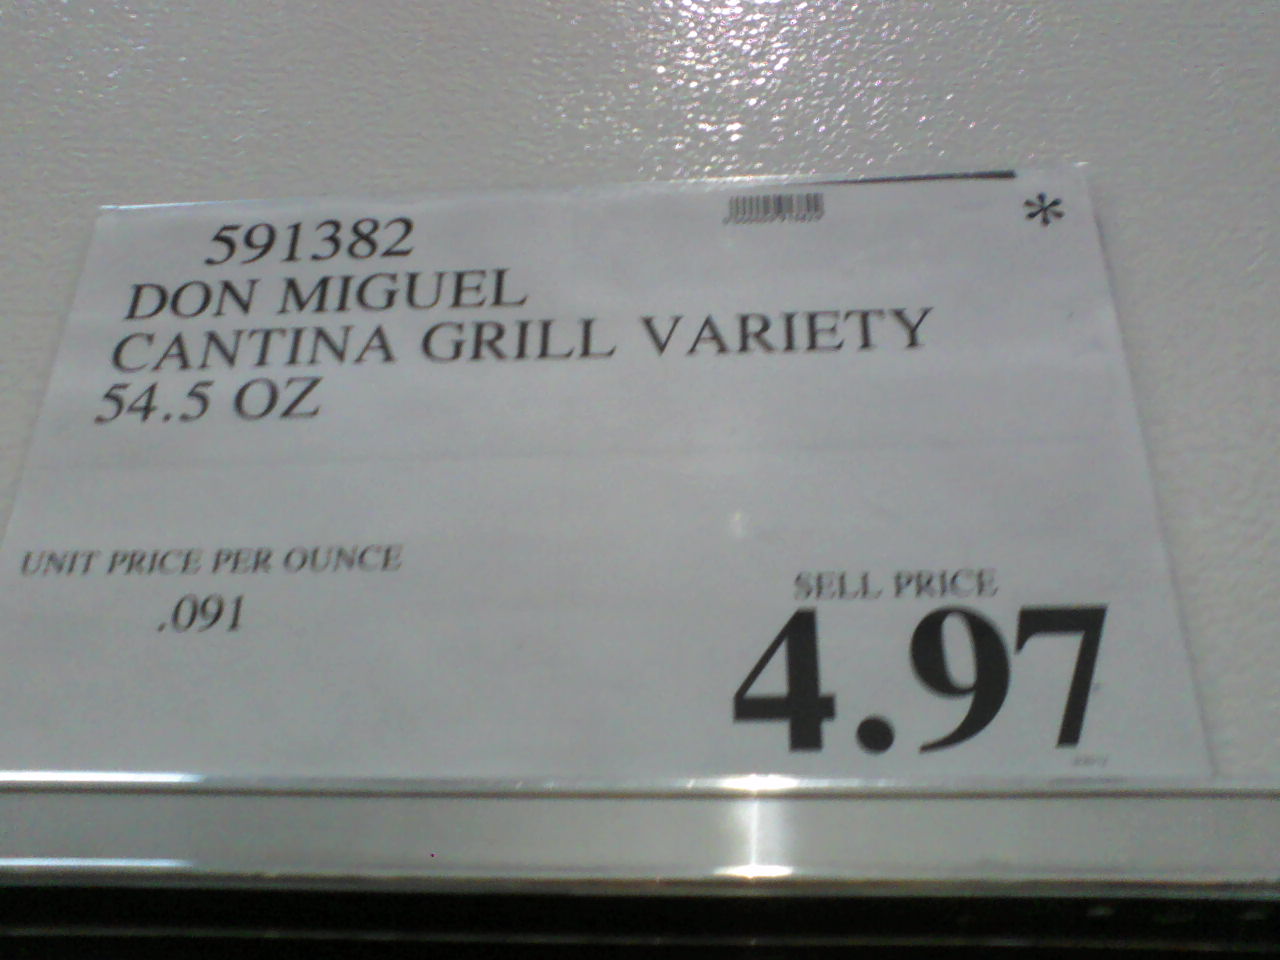 591382
*
DON MIGUEL
CANTINA GRILL VARIETY
54.5 OZ
UNIT PRICE PER OUNCE
.091
SELL PRICE
4.97